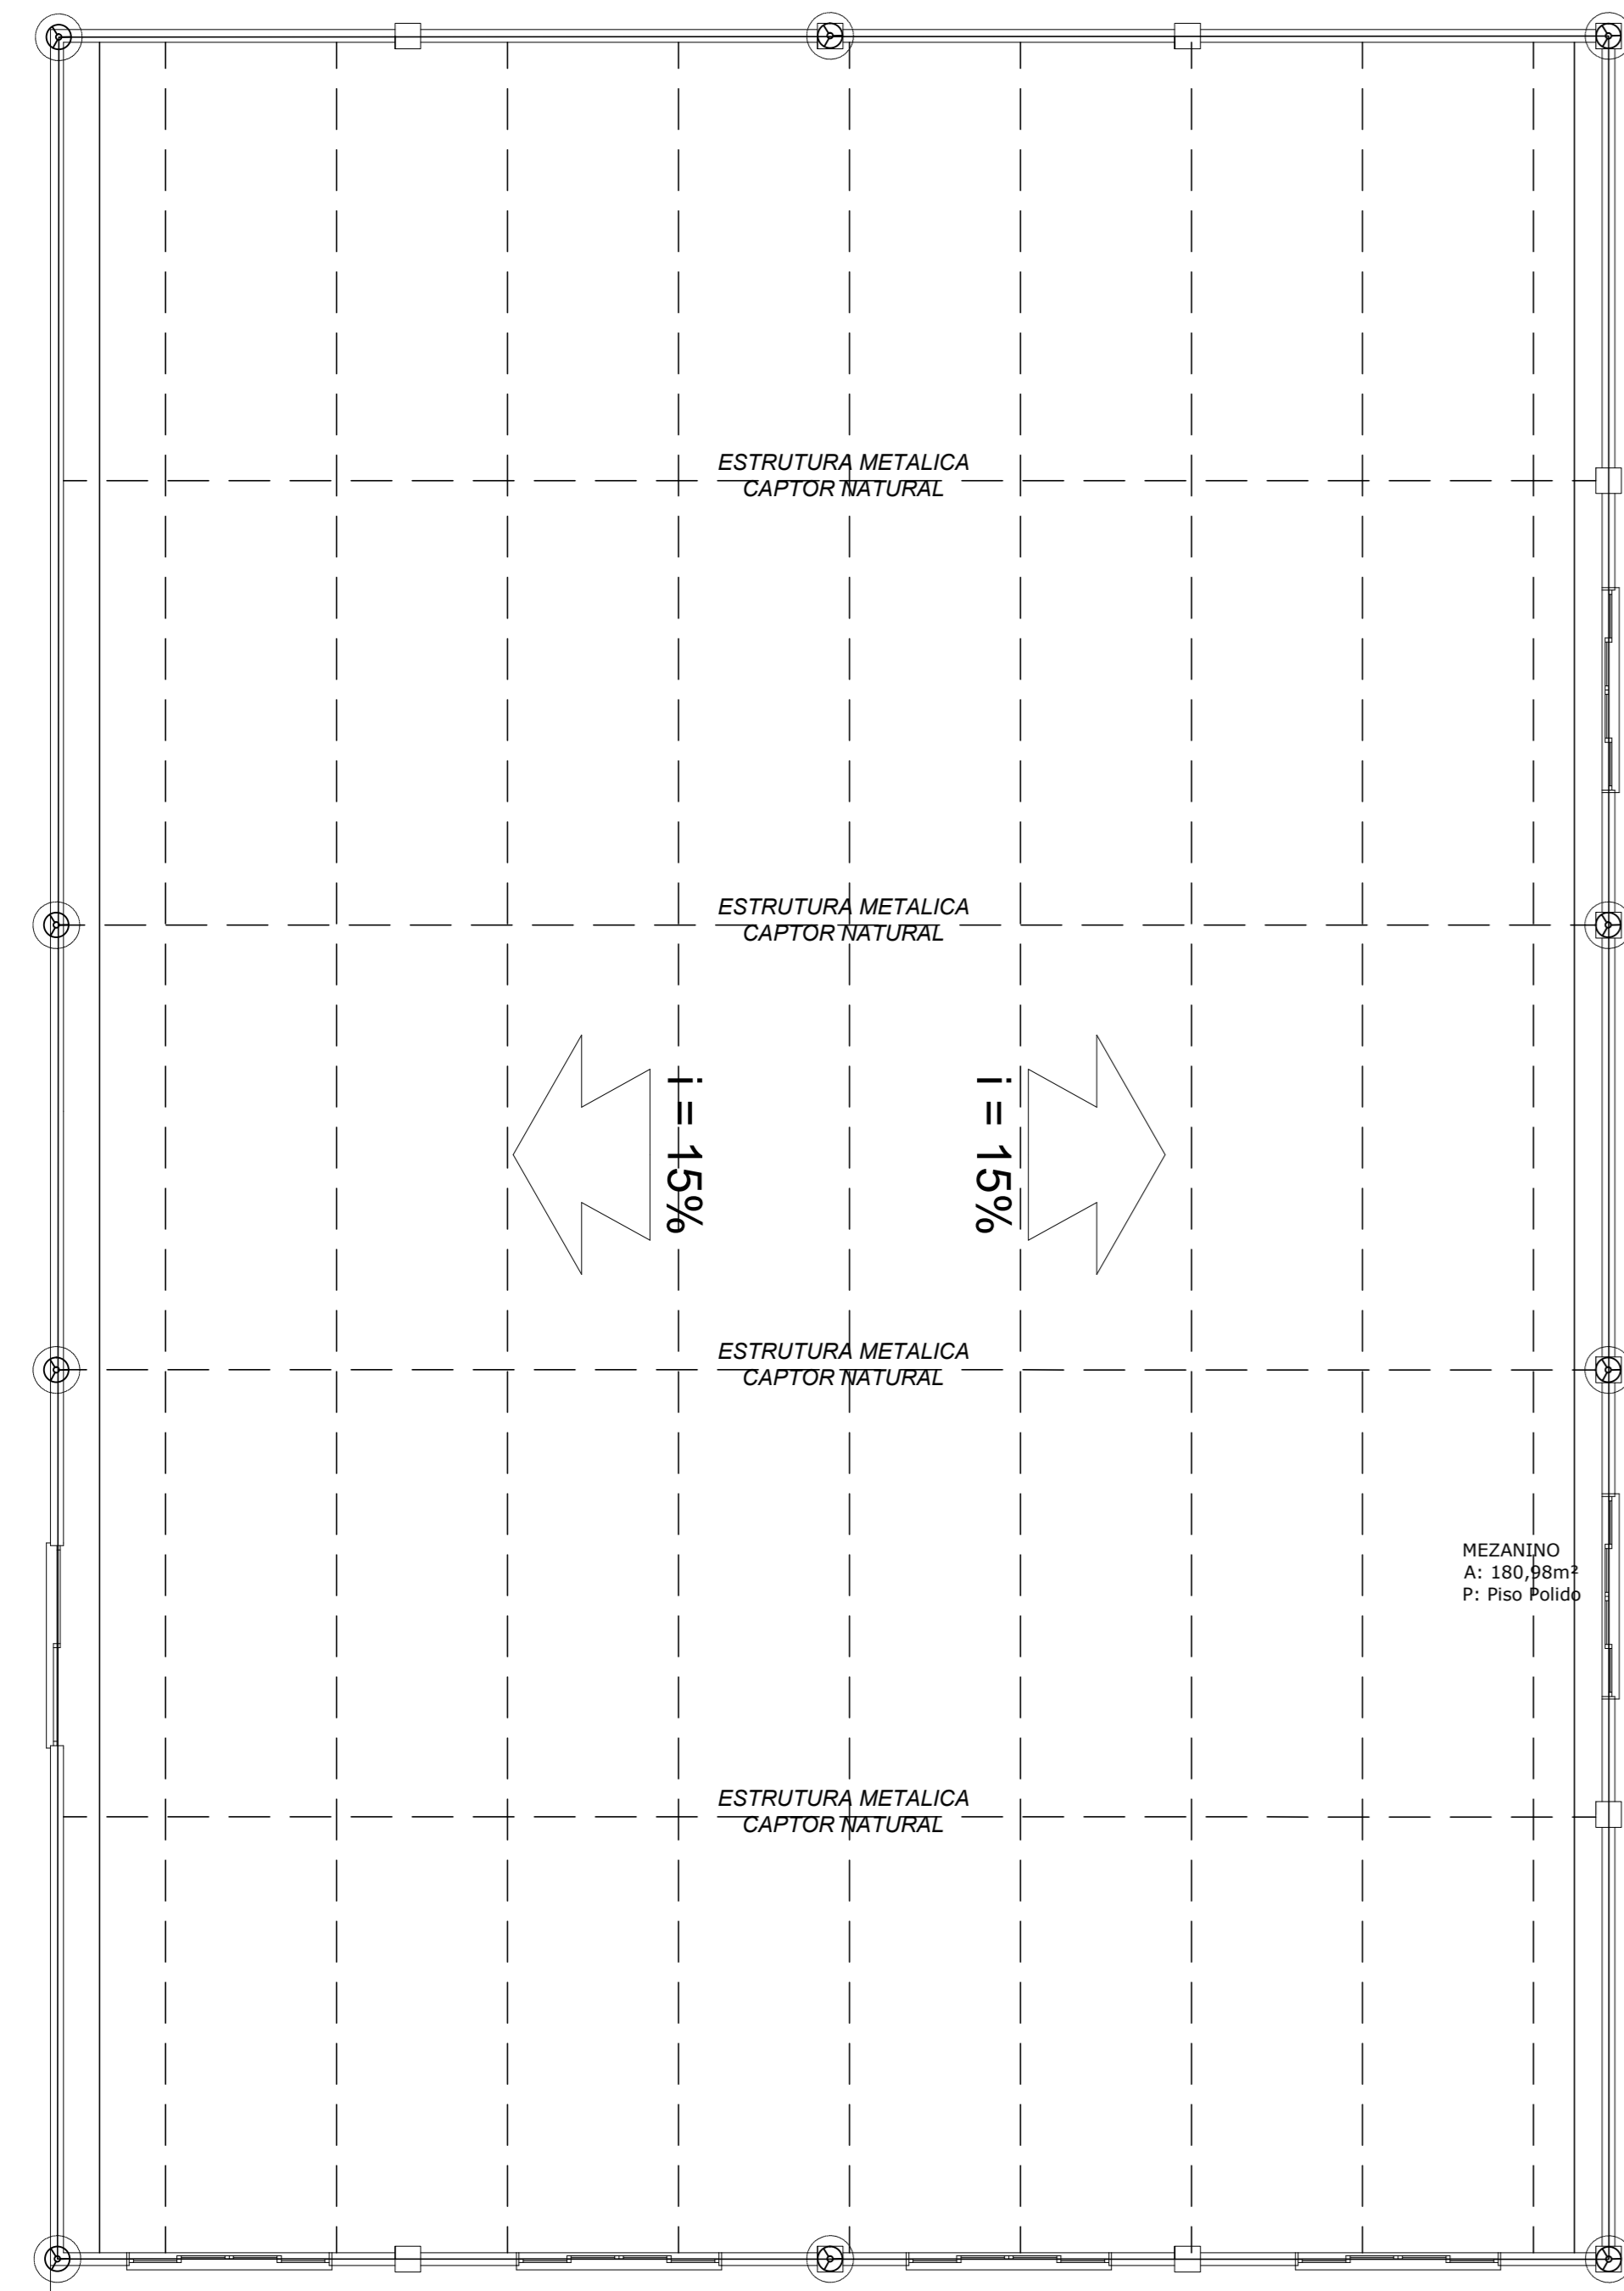 ESTRUTURA METALICA
CAPTOR NATURAL
ESTRUTURA METALICA
CAPTOR NATURAL
i = 15%
i = 15%
ESTRUTURA METALICA
CAPTOR NATURAL
MEZANINO
A: 180,98m²
P: Piso Polido
ESTRUTURA METALICA
CAPTOR NATURAL